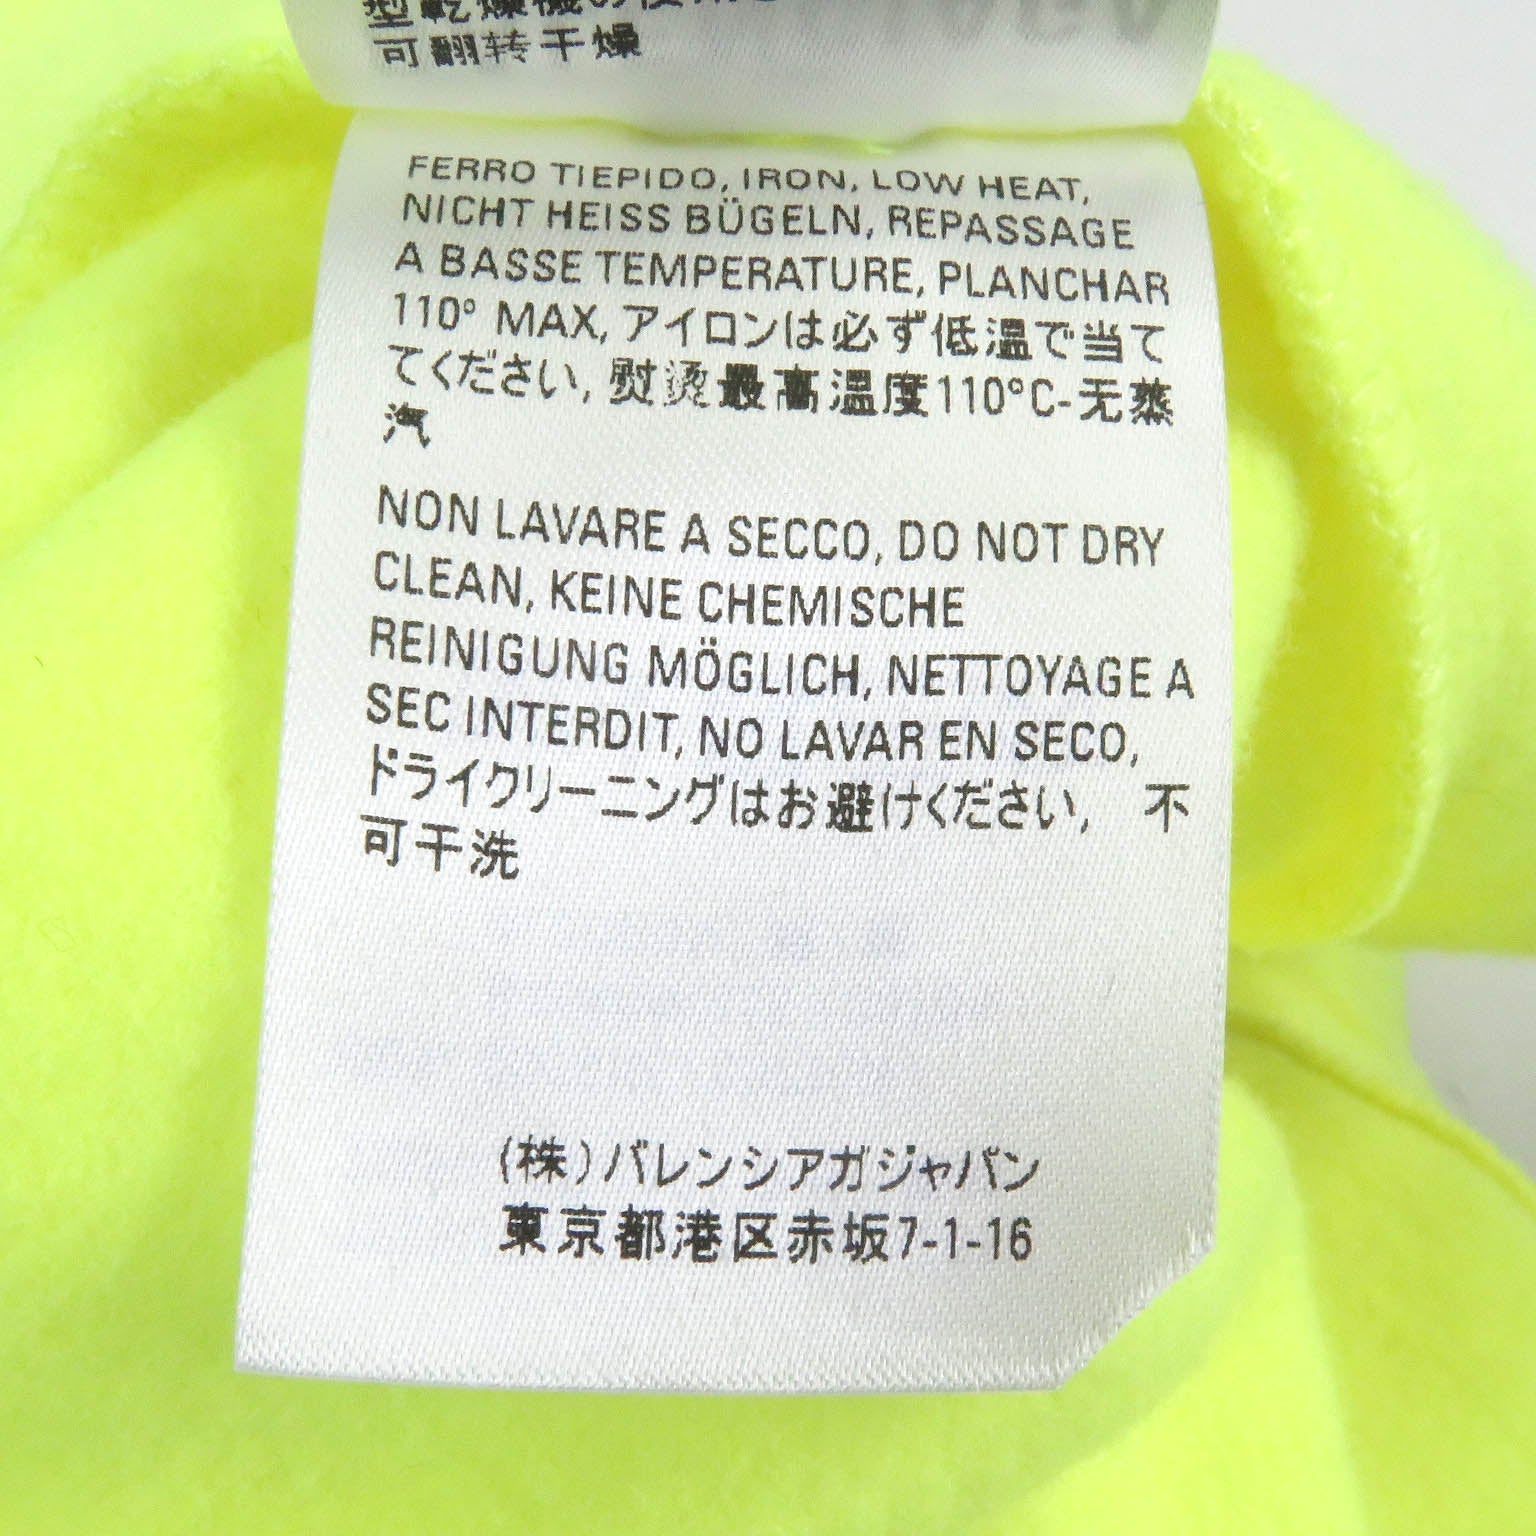 可翻转干燥
FERRO TIEPIDO, IRON, LOW HEAT,
NICHT HEISS BÜGELN, REPASSAGE
A BASSE TEMPERATURE, PLANCHAR
110° MAX, アイロンは必ず低温で当て
てください, 熨烫最高温度110°C-无蒸
汽
NON LAVARE A SECCO, DO NOT DRY
CLEAN, KEINE CHEMISCHE
REINIGUNG MÖGLICH, NETTOYAGE A
SEC INTERDIT, NO LAVAR EN SECO,
ドライクリーニングはお避けください, 不
可干洗
(株)バレンシアガジャパン
東京都港区赤坂7-1-16